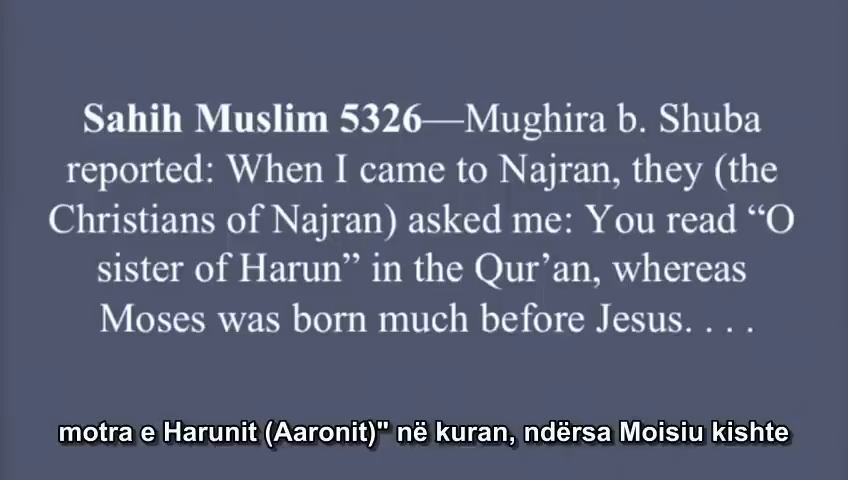 Sahih Muslim 5326—Mughira b. Shuba
reported: When I came to Najran, they (the
Christians of Najran) asked me: You read “O
sister of Harun” in the Qur’an, whereas
Moses was born much before Jesus. . . .
motra e Harunit (Aaronit)" në kuran, ndërsa Moisiu kishte